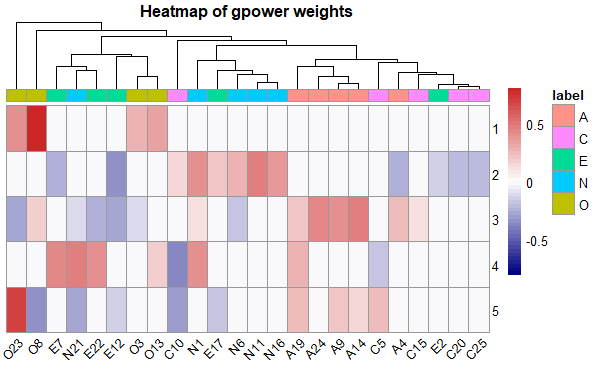 Heatmap of gpower weights
label
A
C
E
N
O
0.5
0
-0.5
1
2
3
4
5
O23 O8 E7 N21 E22 E12 O3 O13 C10 N1 E17 N6 N11 N16 A19 A24 A9 A14 C5 A4 C15 E2 C20 C25